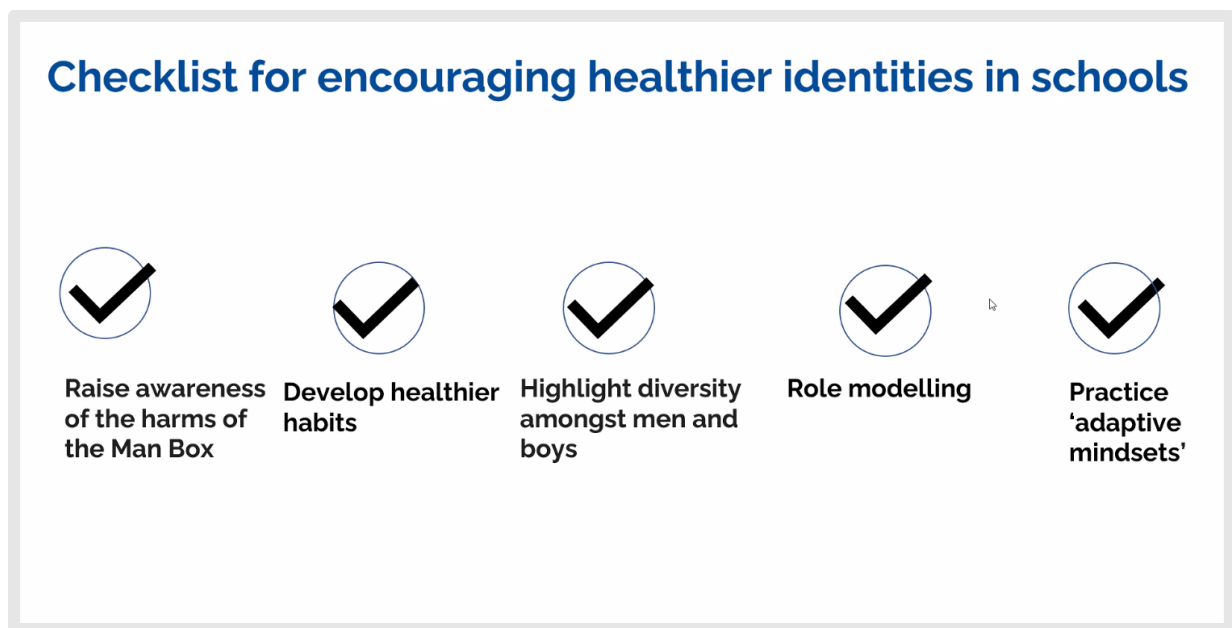 Checklist for encouraging healthier identities in schools
Raise awareness
of the harms of
the Man Box
Develop healthier
habits
Highlight diversity
amongst men and
boys
Role modelling
Practice
‘adaptive
mindsets’